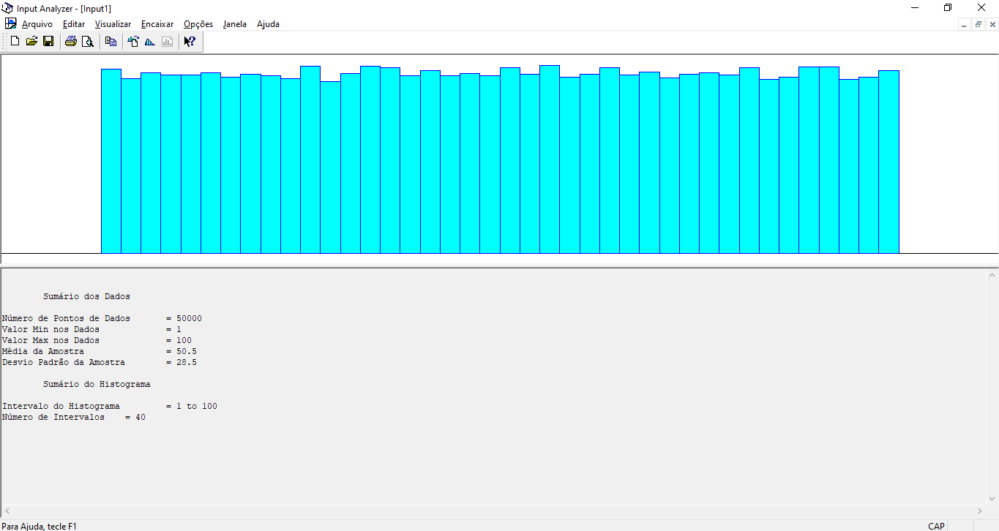 Input Analyzer - [Input1]
Arquivo Editar Visualizar Encaixar Opções Janela Ajuda
Sumário dos Dados
Número de Pontos de Dados = 50000
Valor Min nos Dados = 1
Valor Max nos Dados = 100
Média da Amostra = 50.5
Desvio Padrão da Amostra = 28.5
Sumário do Histograma
Intervalo do Histograma = 1 to 100
Número de Intervalos = 40
Para Ajuda, tecle F1 CAP